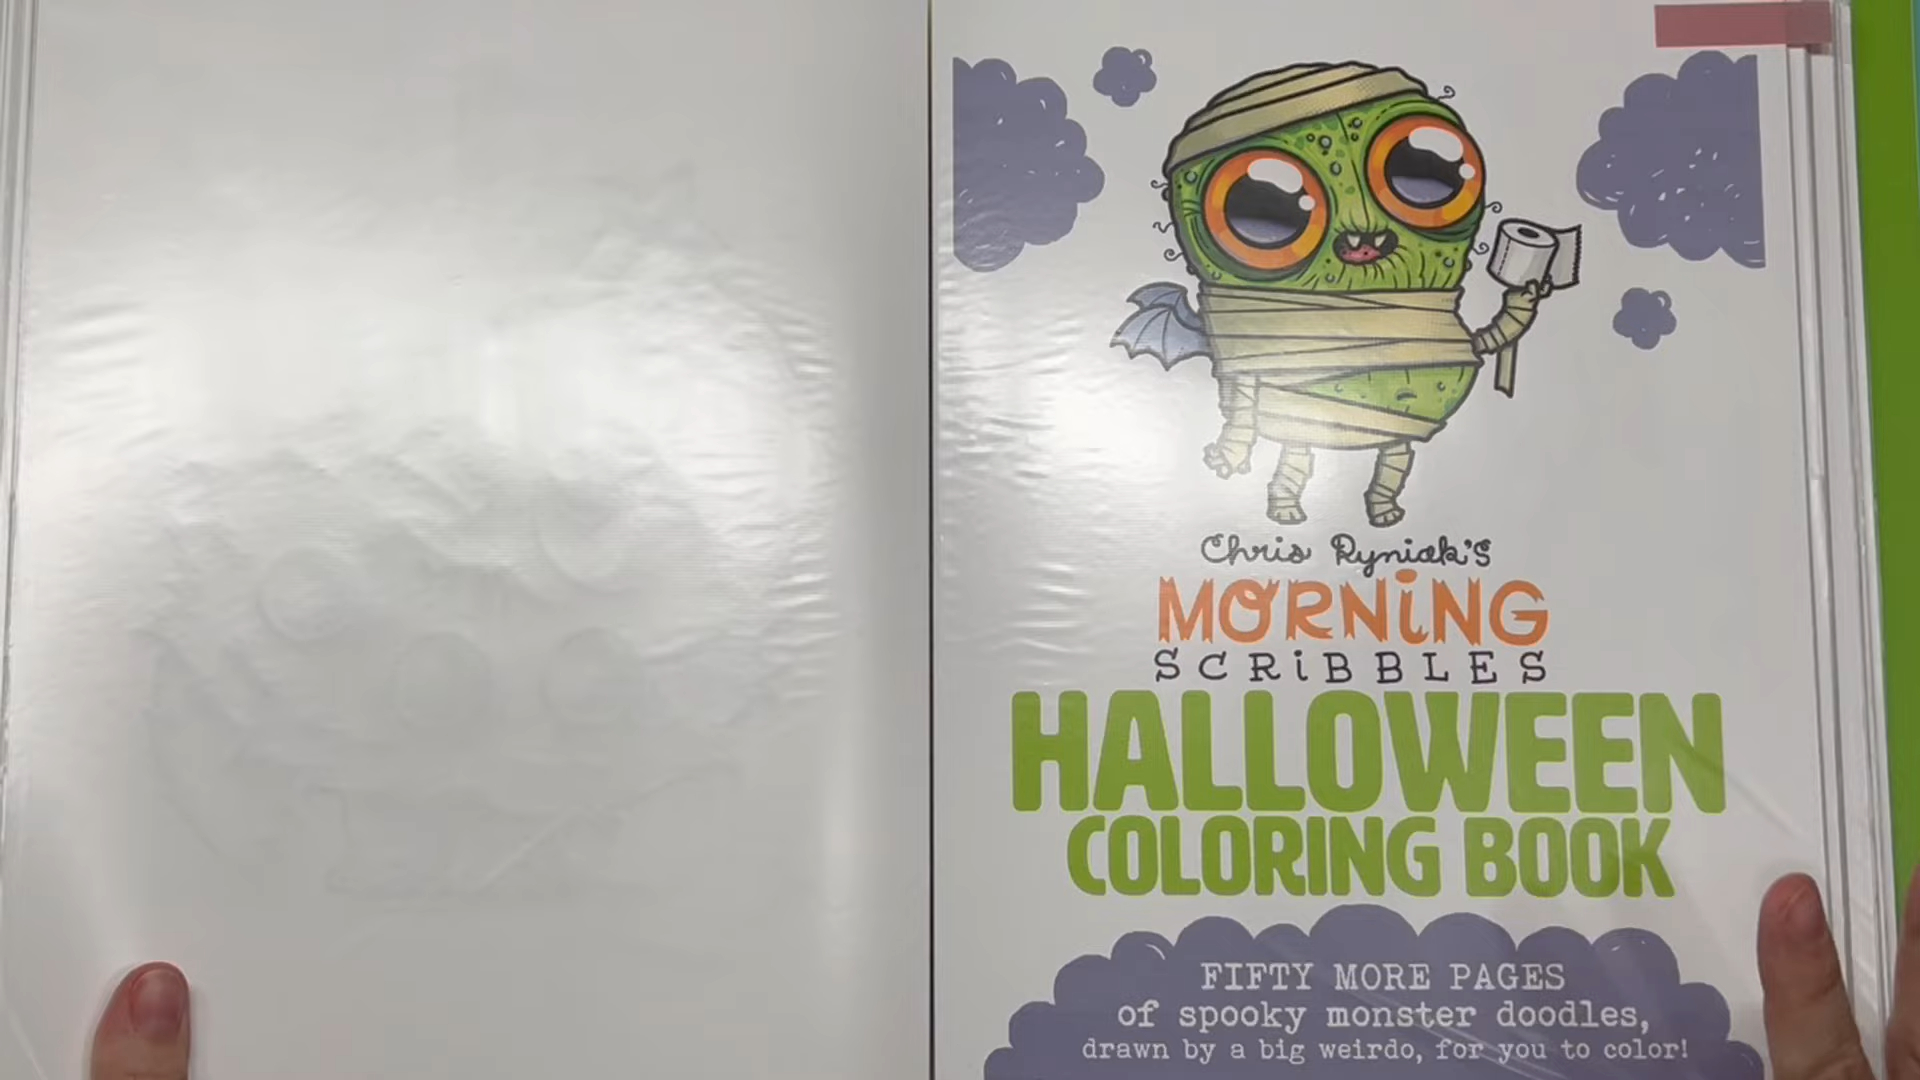 Chris Ryniak's
MORNiNG
SCRiBBLES
HALLOWEEN
COLORING BOOK
FIFTY MORE PAGES
of spooky monster doodles,
drawn by a big weirdo, for you to color!